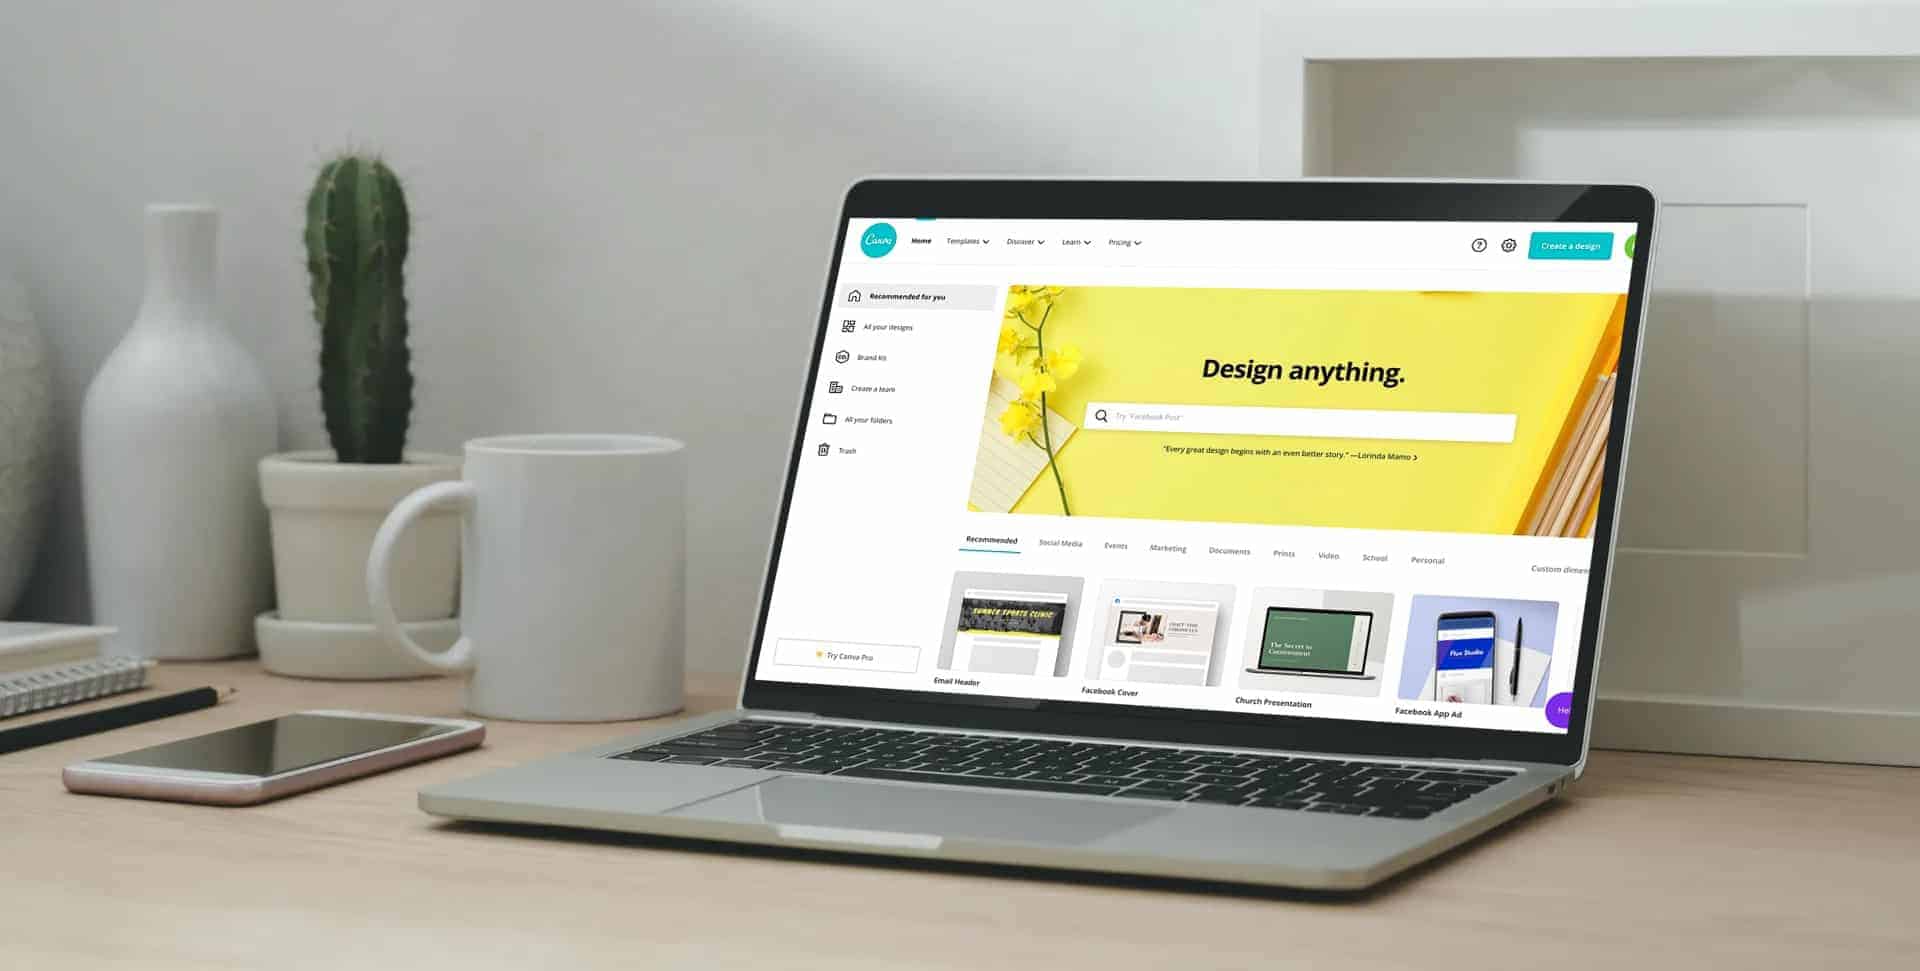 Canva
Home
Templates
Discover
Learn
Pricing
Create a design
Recommended for you
All your designs
Brand Kit
Create a team
All your folders
Trash
Try Canva Pro
Design anything.
Try "Facebook Post"
"Every great design begins with an even better story." —Lorinda Mamo
Recommended
Social Media
Events
Marketing
Documents
Prints
Video
School
Personal
Custom dimen
SUMMER SPORTS CLINIC
Email Header
Facebook Cover
The Secret to
Contentment
Church Presentation
Flux Studio
Facebook App Ad
Hel